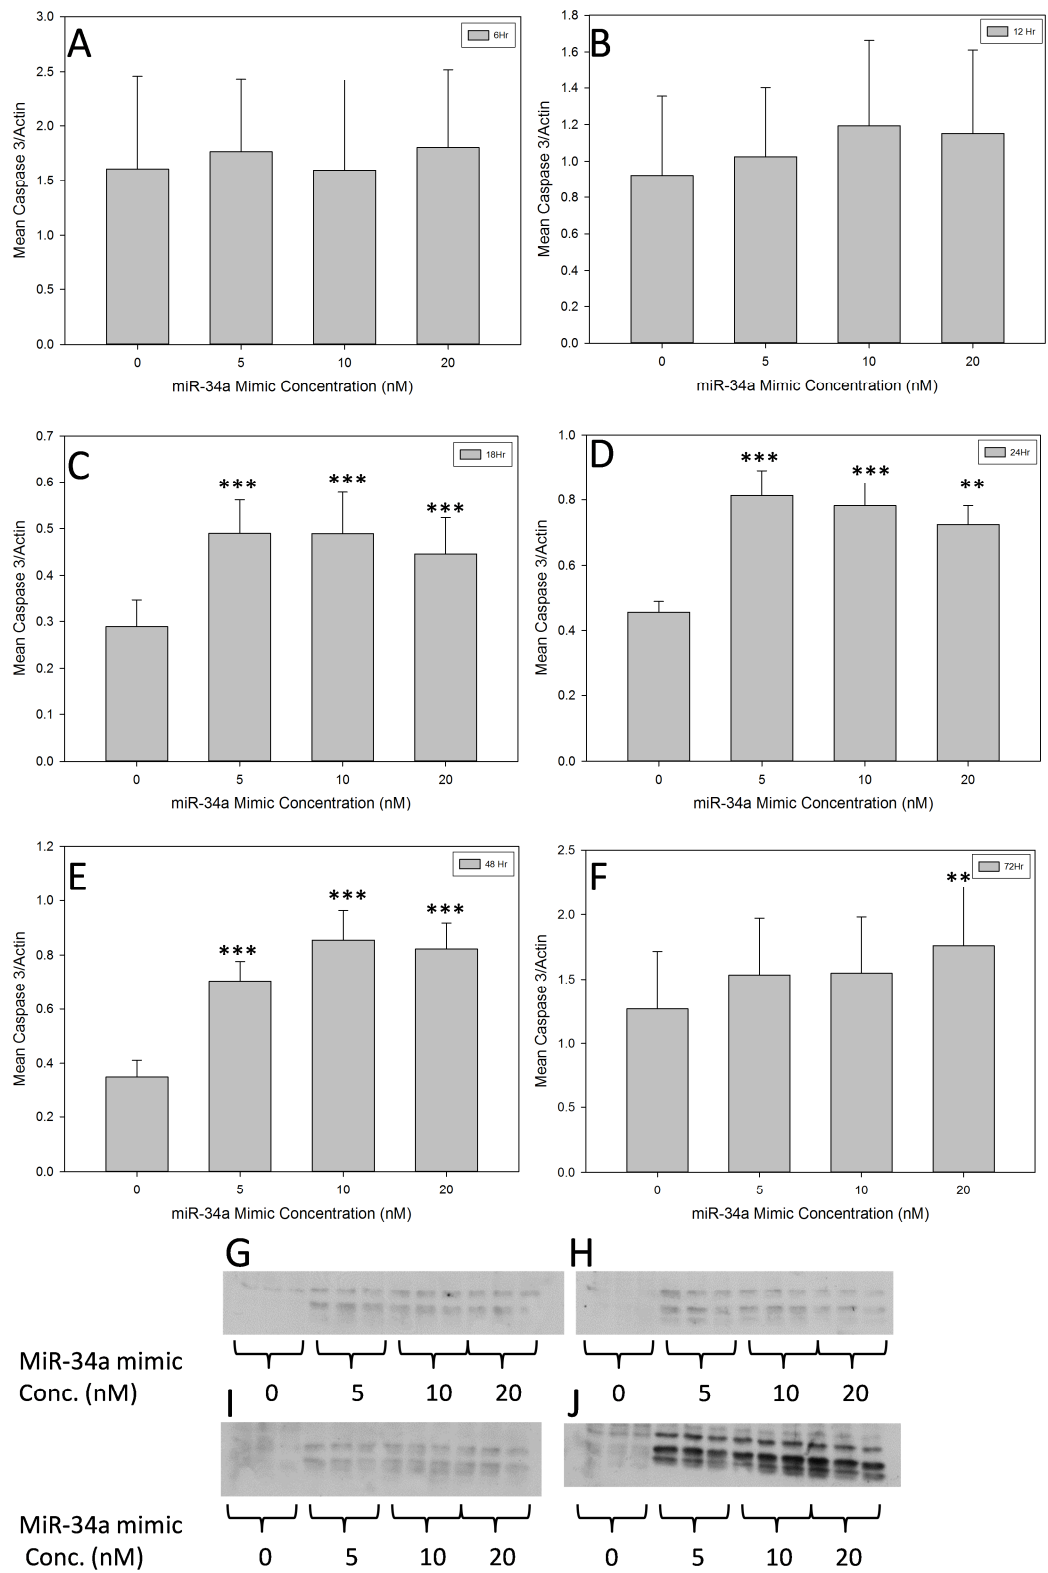 A
6Hr
3.0
2.5
2.0
1.5
1.0
0.5
0.0
Mean Caspase 3/Actin
0 5 10 20
miR-34a Mimic Concentration (nM)
B
12 Hr
1.8
1.6
1.4
1.2
1.0
0.8
0.6
0.4
0.2
0.0
Mean Caspase 3/Actin
0 5 10 20
miR-34a Mimic Concentration (nM)
C
18Hr
0.7
0.6
0.5
0.4
0.3
0.2
0.1
0.0
Mean Caspase 3/Actin
*** *** ***
0 5 10 20
miR-34a Mimic Concentration (nM)
D
24Hr
1.0
0.8
0.6
0.4
0.2
0.0
Mean Caspase 3/Actin
*** *** **
0 5 10 20
miR-34a Mimic Concentration (nM)
E
48 Hr
1.2
1.0
0.8
0.6
0.4
0.2
0.0
Mean Caspase 3/Actin
*** *** ***
0 5 10 20
miR-34a Mimic Concentration (nM)
F
72Hr
2.5
2.0
1.5
1.0
0.5
0.0
Mean Caspase 3/Actin
**
0 5 10 20
miR-34a Mimic Concentration (nM)
G H
MiR-34a mimic
Conc. (nM) 0 5 10 20 0 5 10 20
I J
MiR-34a mimic
Conc. (nM) 0 5 10 20 0 5 10 20